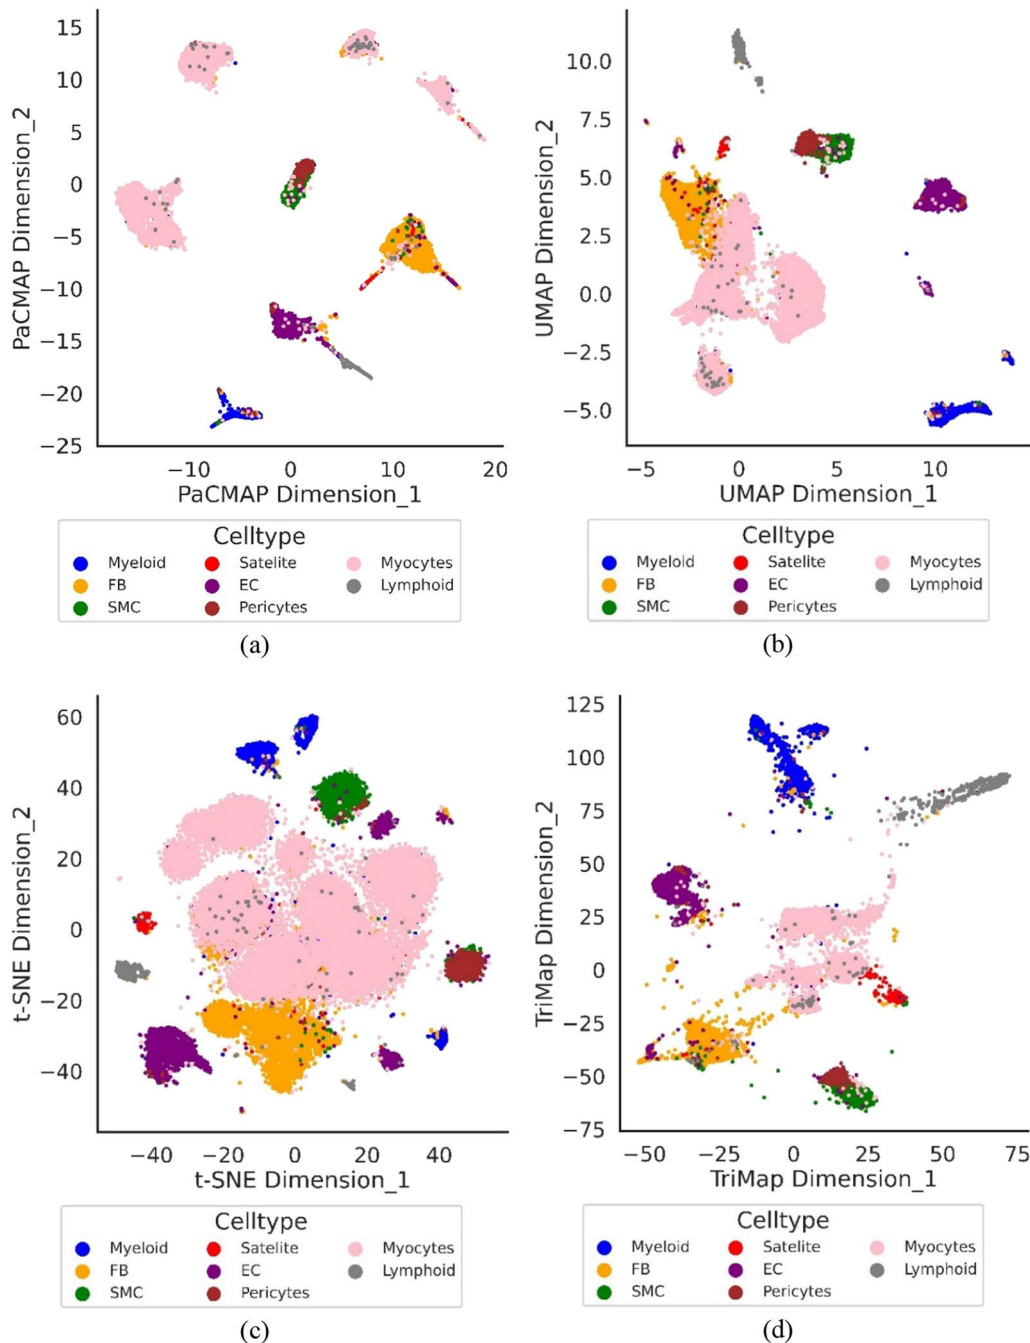 15
10
5
0
−5
−10
−15
−20
−25
PaCMAP Dimension_2
−10 0 10 20
PaCMAP Dimension_1
Celltype
Myeloid Satelite Myocytes
FB EC Lymphoid
SMC Pericytes
(a)
10.0
7.5
5.0
2.5
0.0
−2.5
−5.0
UMAP Dimension_2
−5 0 5 10
UMAP Dimension_1
Celltype
Myeloid Satelite Myocytes
FB EC Lymphoid
SMC Pericytes
(b)
60
40
20
0
−20
−40
t-SNE Dimension_2
−40 −20 0 20 40
t-SNE Dimension_1
Celltype
Myeloid Satelite Myocytes
FB EC Lymphoid
SMC Pericytes
(c)
125
100
75
50
25
0
−25
−50
−75
TriMap Dimension_2
−50 −25 0 25 50 75
TriMap Dimension_1
Celltype
Myeloid Satelite Myocytes
FB EC Lymphoid
SMC Pericytes
(d)